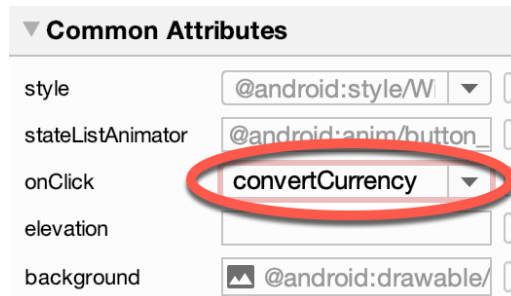 Common Attributes
style @android:style/Wi
stateListAnimator @android:anim/button_
onClick convertCurrency
elevation
background @android:drawable/